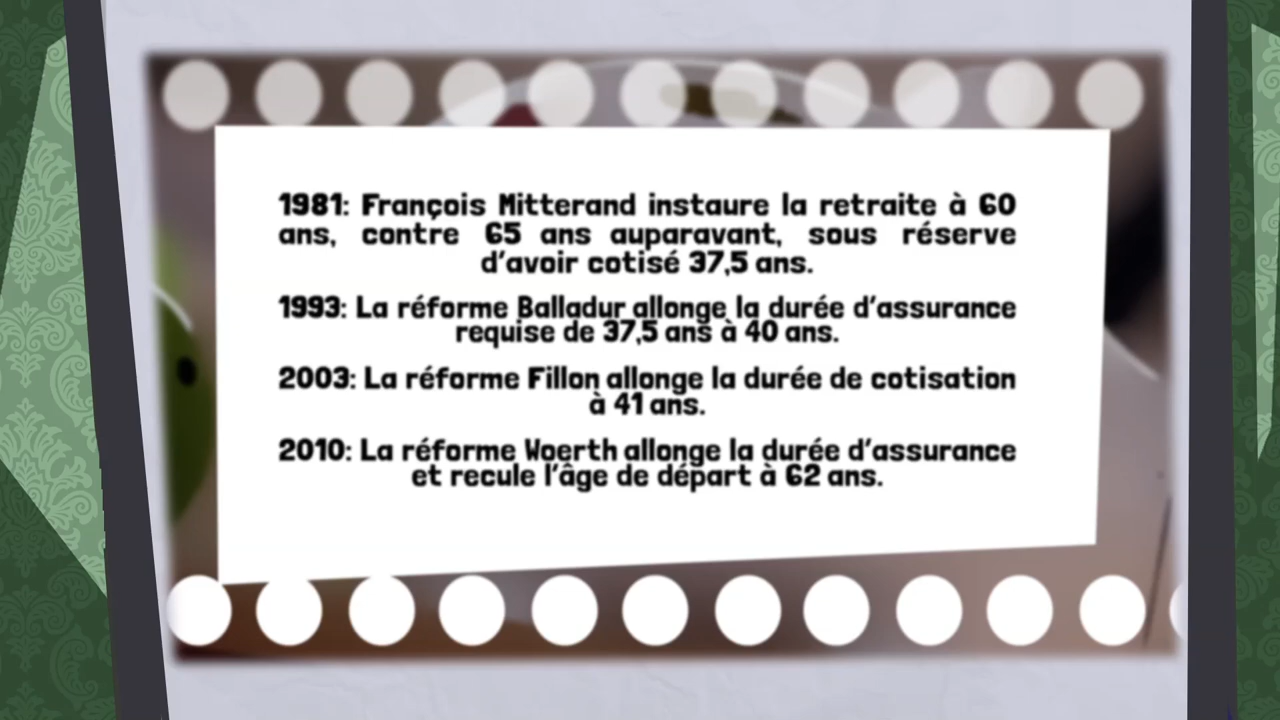 1981: François Mitterand instaure la retraite à 60
ans, contre 65 ans auparavant, sous réserve
d'avoir cotisé 37,5 ans.
1993: La réforme Balladur allonge la durée d'assurance
requise de 37,5 ans à 40 ans.
2003: La réforme Fillon allonge la durée de cotisation
à 41 ans.
2010: La réforme Woerth allonge la durée d'assurance
et recule l'âge de départ à 62 ans.